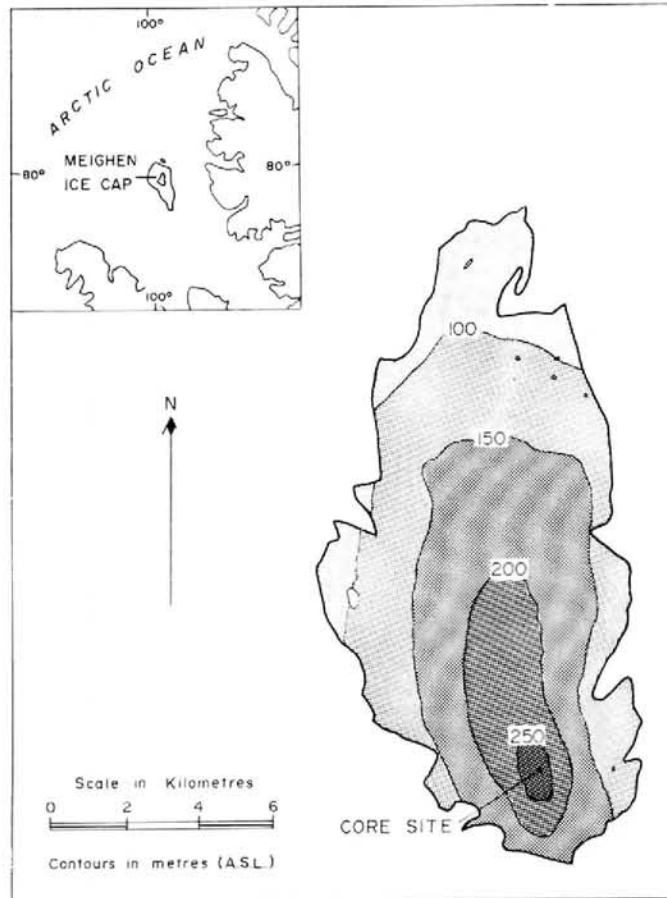 100°
ARCTIC OCEAN
80°
MEIGHEN
ICE CAP
80°
100°
N
100
150
200
250
CORE SITE
Scale in Kilometres
0 2 4 6
Contours in metres (A.S.L.)